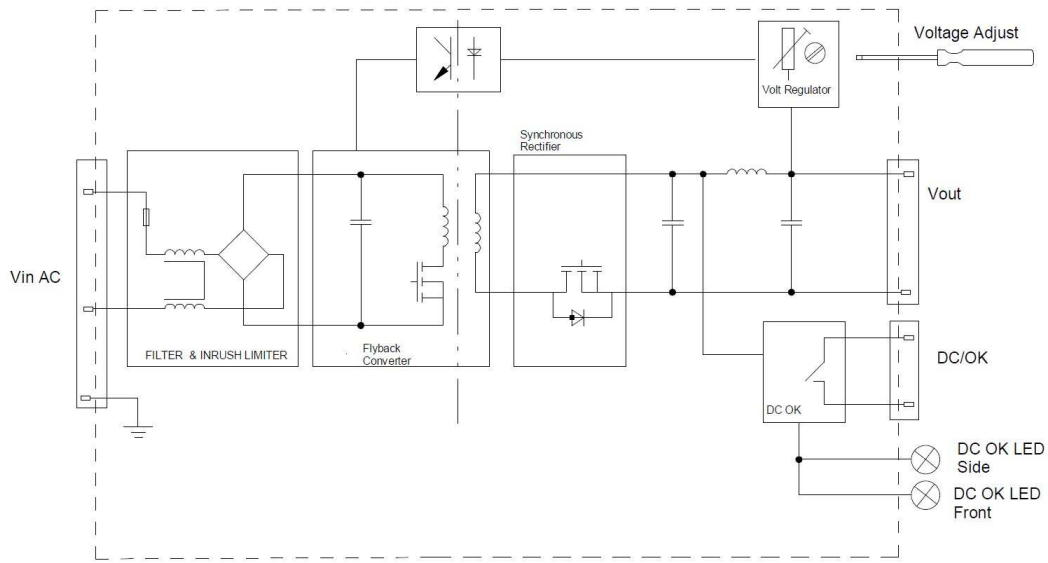 Voltage Adjust
Volt Regulator
Synchronous
Rectifier
Vout
Vin AC
FILTER & INRUSH LIMITER
Flyback
Converter
DC/OK
DC OK
DC OK LED
Side
DC OK LED
Front